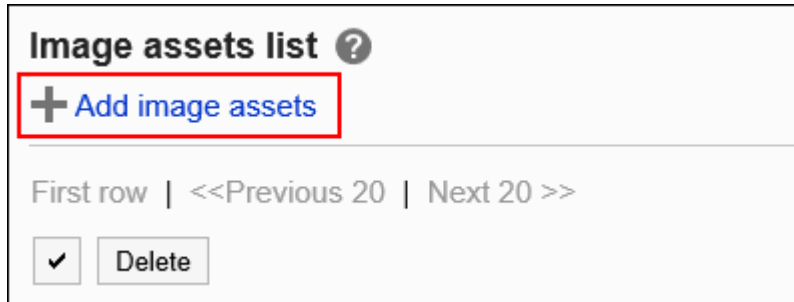 Image assets list ?
+ Add image assets
First row | <<Previous 20 | Next 20 >>
✓ Delete